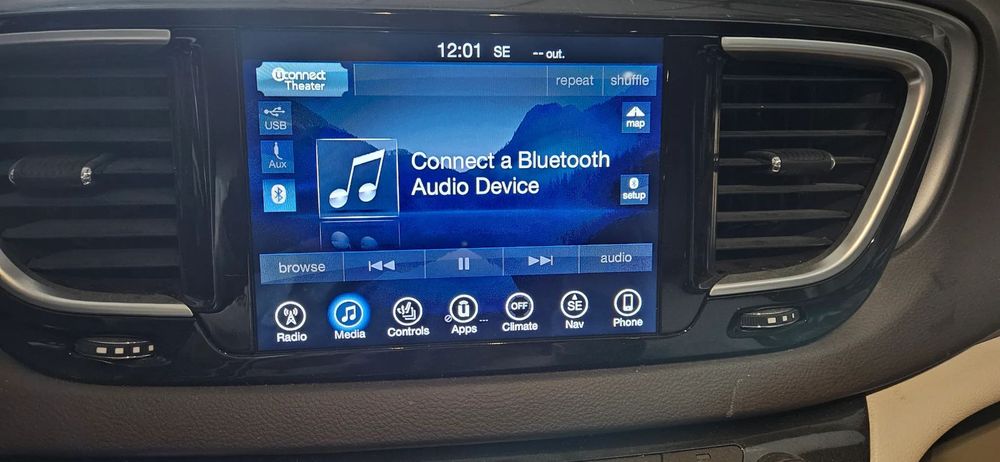 12:01 SE -- out.
uconnect
Theater
repeat shuffle
USB
map
Aux
Connect a Bluetooth
Audio Device
setup
browse
audio
OFF SE
Radio Media Controls Apps ... Climate Nav Phone